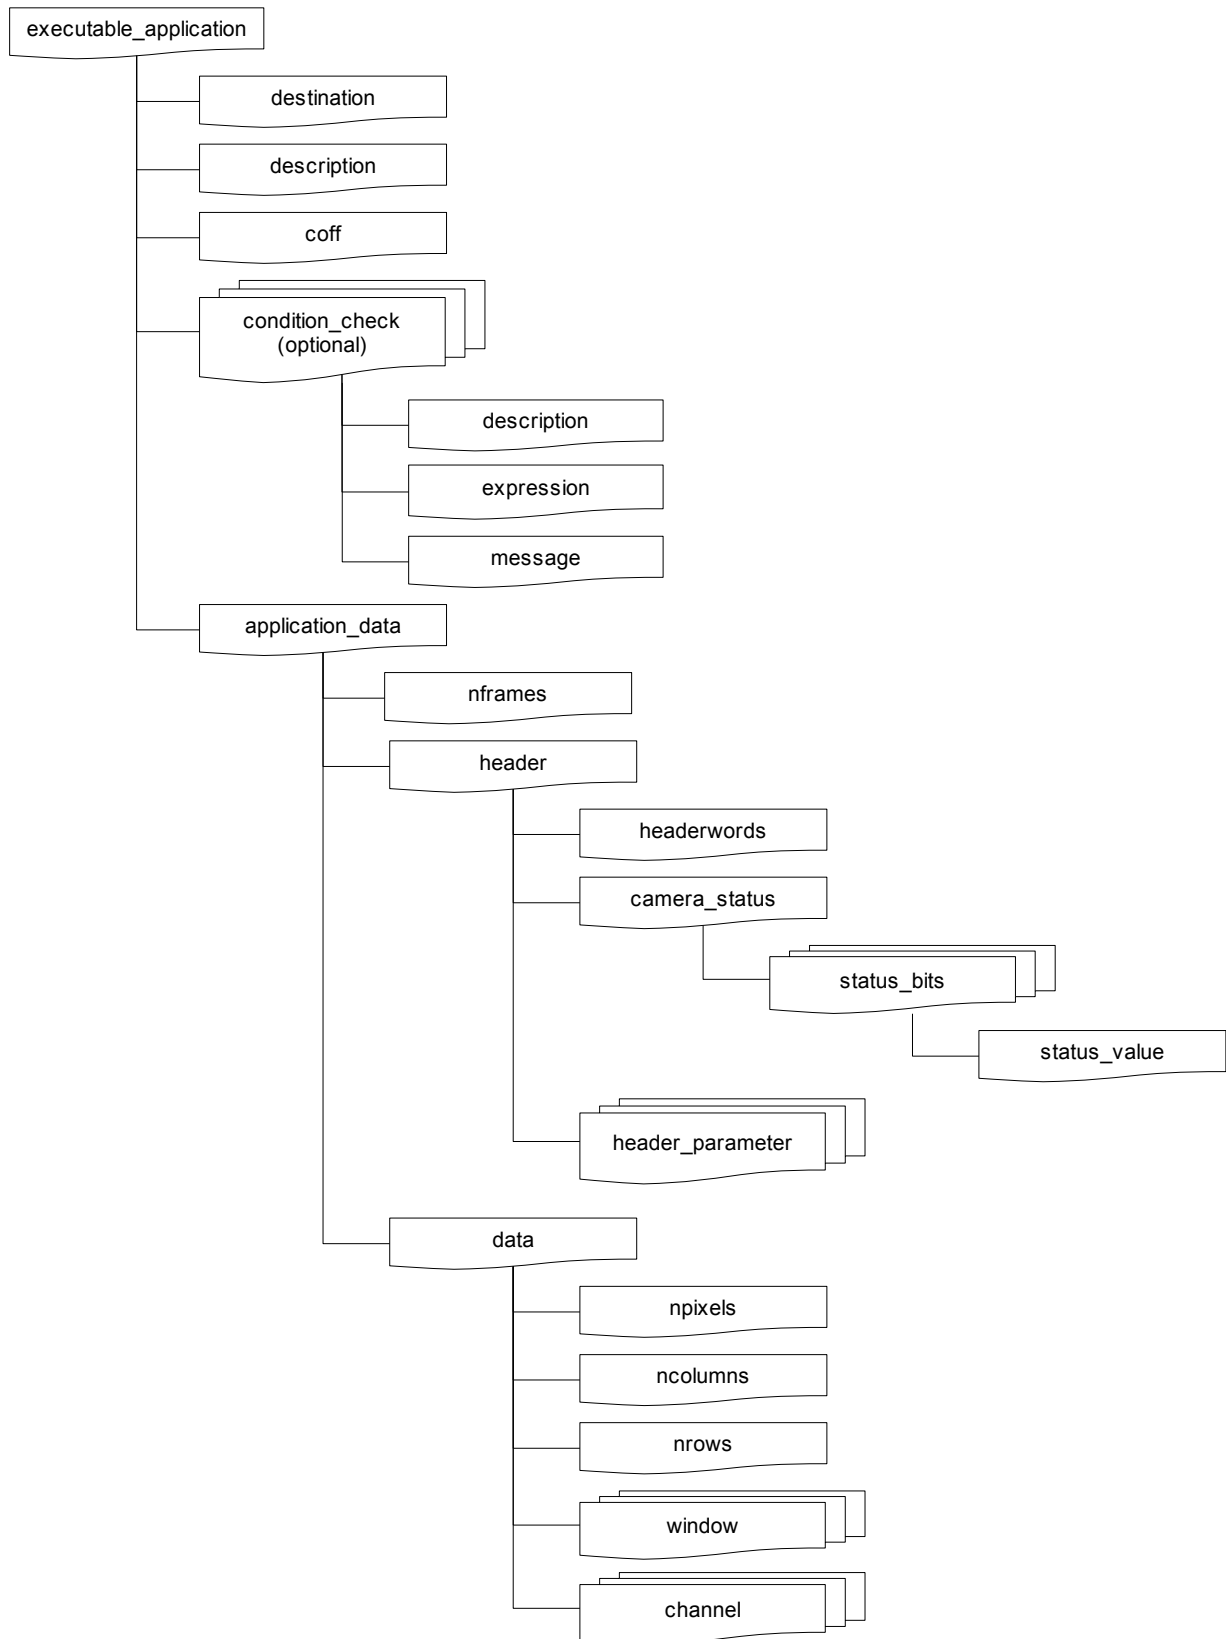 executable_application
destination
description
coff
condition_check
(optional)
description
expression
message
application_data
nframes
header
headerwords
camera_status
status_bits
status_value
header_parameter
data
npixels
ncolumns
nrows
window
channel